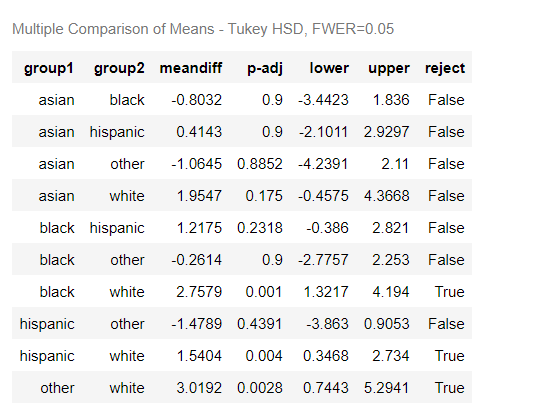 Multiple Comparison of Means - Tukey HSD, FWER=0.05
group1 group2 meandiff p-adj lower upper reject
asian black -0.8032 0.9 -3.4423 1.836 False
asian hispanic 0.4143 0.9 -2.1011 2.9297 False
asian other -1.0645 0.8852 -4.2391 2.11 False
asian white 1.9547 0.175 -0.4575 4.3668 False
black hispanic 1.2175 0.2318 -0.386 2.821 False
black other -0.2614 0.9 -2.7757 2.253 False
black white 2.7579 0.001 1.3217 4.194 True
hispanic other -1.4789 0.4391 -3.863 0.9053 False
hispanic white 1.5404 0.004 0.3468 2.734 True
other white 3.0192 0.0028 0.7443 5.2941 True